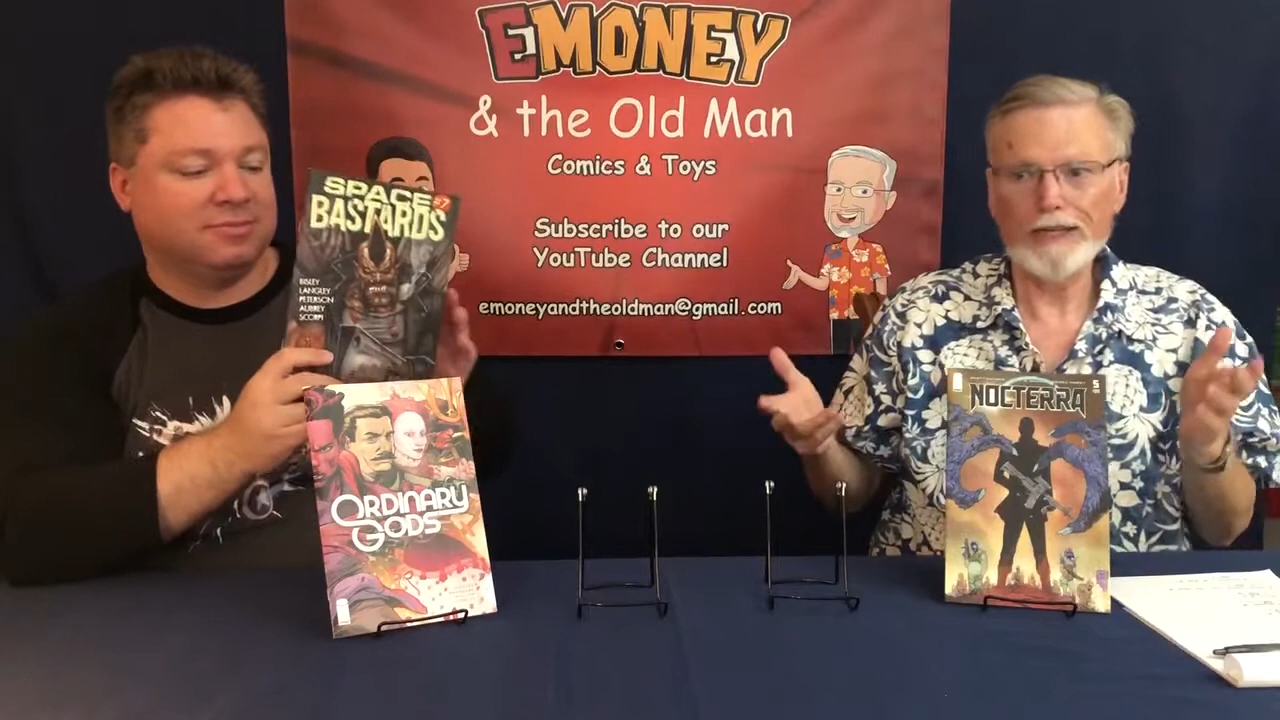 EMONEY
& the Old Man
Comics & Toys
Subscribe to our
YouTube Channel
emoneyandtheoldman@gmail.com
SPACE #7
BASTARDS
BISLEY
LANGLEY
PETERSON
AUBREY
SCORPI
ORDINARY
GODS
NOCTERRA
5